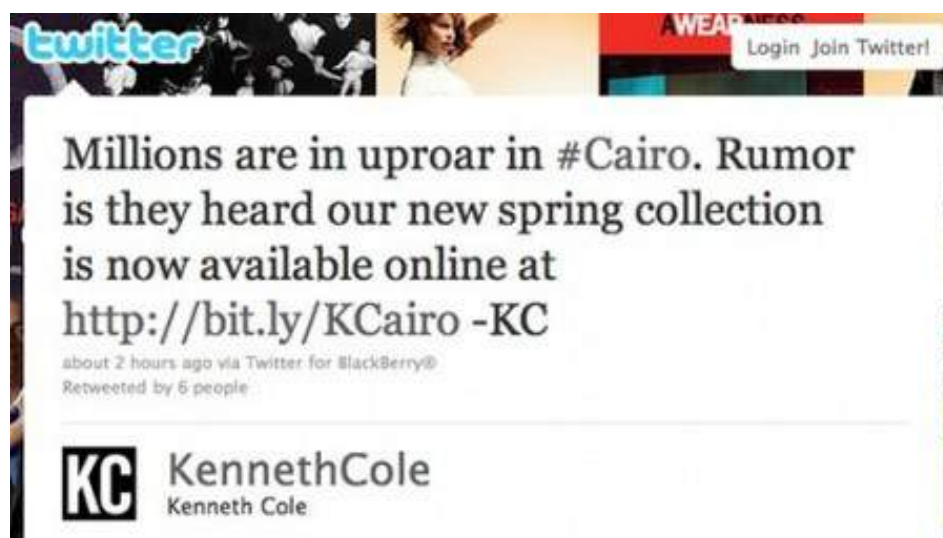 twitter
AWEARNESS
Login Join Twitter!
Millions are in uproar in #Cairo. Rumor
is they heard our new spring collection
is now available online at
http://bit.ly/KCairo -KC
about 2 hours ago via Twitter for BlackBerry®
Retweeted by 6 people
KC
KennethCole
Kenneth Cole